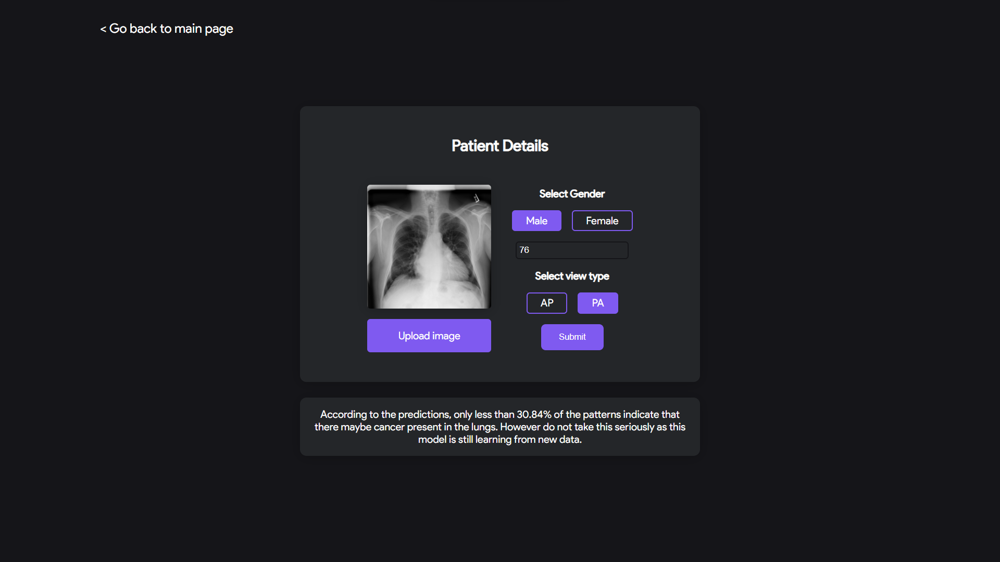 < Go back to main page
Patient Details
Select Gender
Male Female
76
Select view type
AP PA
Upload image
Submit
According to the predictions, only less than 30.84% of the patterns indicate that
there maybe cancer present in the lungs. However do not take this seriously as this
model is still learning from new data.